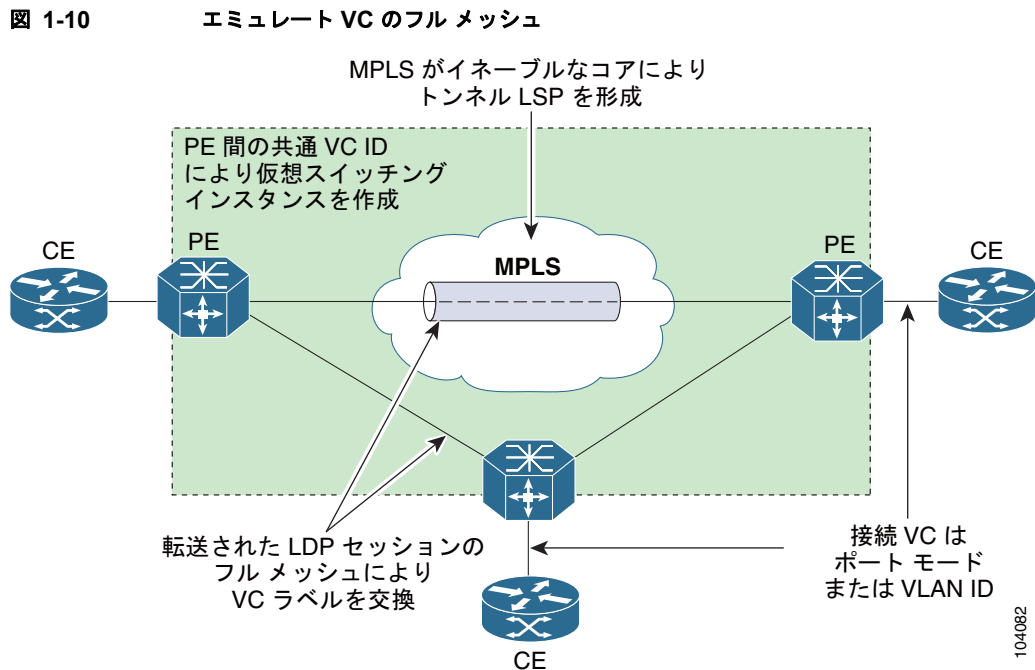 図 1-10 エミュレート VC のフル メッシュ
MPLS がイネーブルなコアにより
トンネル LSP を形成
PE 間の共通 VC ID
により仮想スイッチング
インスタンスを作成
CE
PE
MPLS
PE
CE
転送された LDP セッションの
フル メッシュにより
VC ラベルを交換
接続 VC は
ポート モード
または VLAN ID
CE
104082